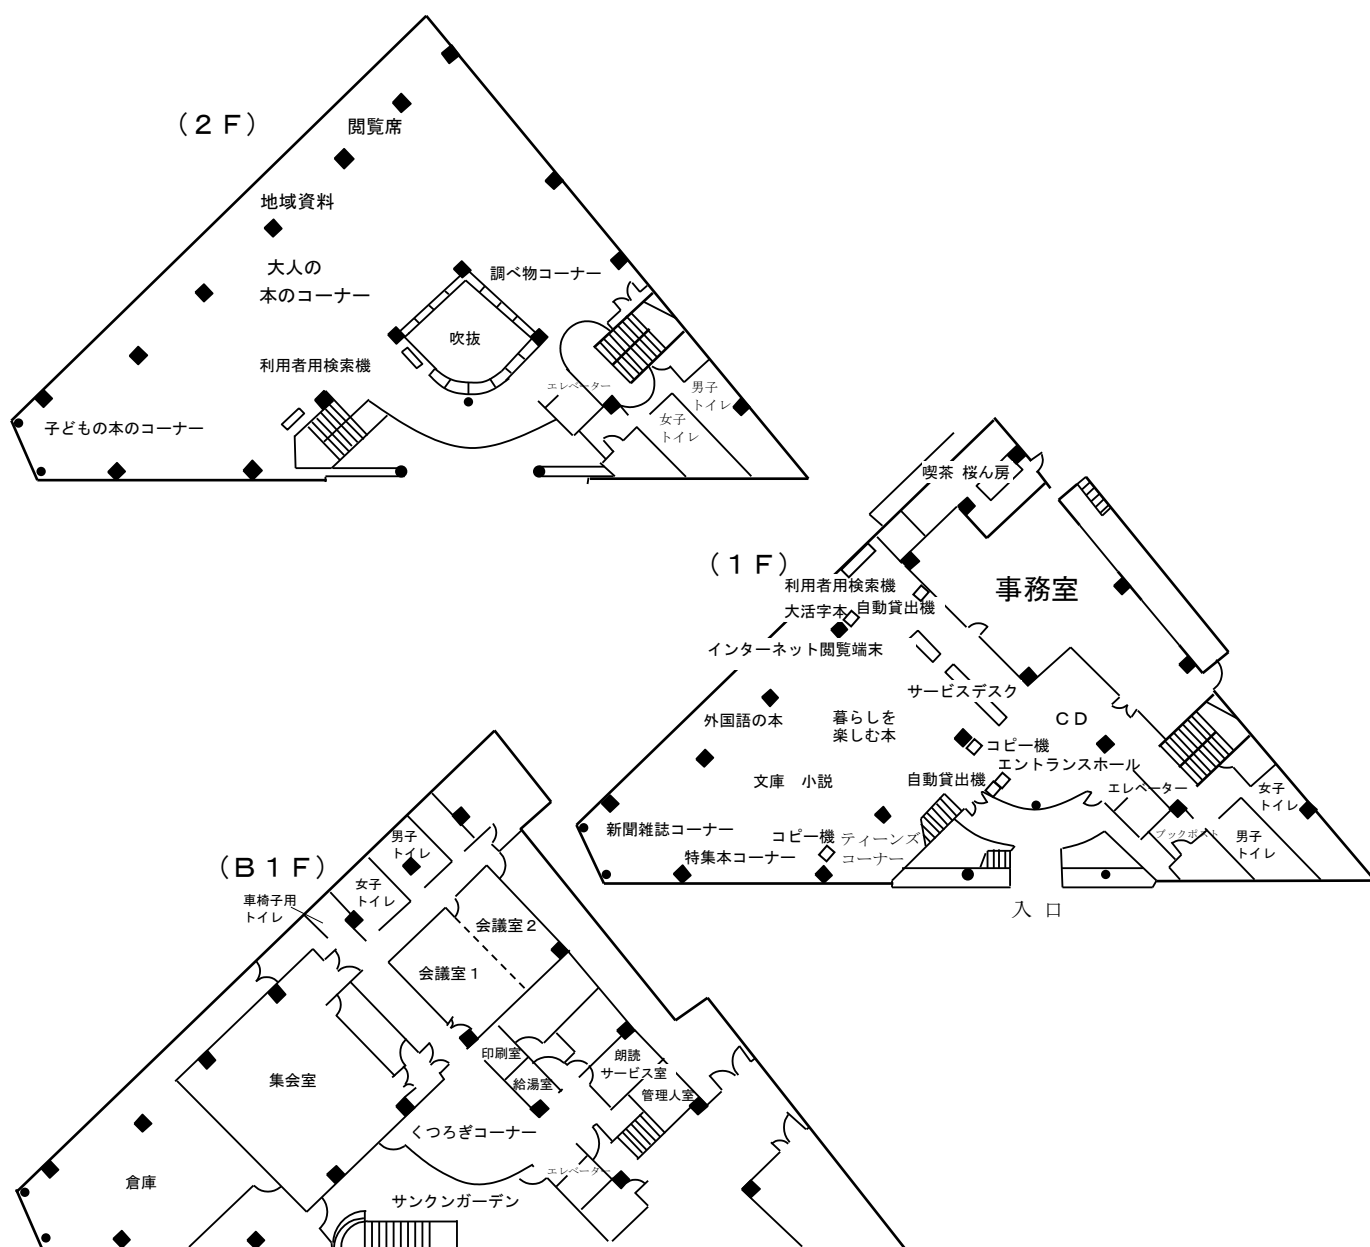 （２Ｆ）
閲覧席
地域資料
大人の
本のコーナー
調べ物コーナー
吹抜
利用者用検索機
エレベーター
男子
トイレ
女子
トイレ
子どもの本のコーナー
（１Ｆ）
喫茶 桜ん房
利用者用検索機
事務室
大活字本
自動貸出機
インターネット閲覧端末
サービスデスク
外国語の本
暮らしを
楽しむ本
ＣＤ
コピー機
エントランスホール
文庫　小説
自動貸出機
エレベーター
女子
トイレ
新聞雑誌コーナー
コピー機
ティーンズ
コーナー
ブックポスト
男子
トイレ
特集本コーナー
入 口
（Ｂ１Ｆ）
男子
トイレ
女子
トイレ
車椅子用
トイレ
会議室２
会議室１
印刷室
朗読
サービス室
集会室
給湯室
管理人室
くつろぎコーナー
エレベーター
倉庫
サンクンガーデン